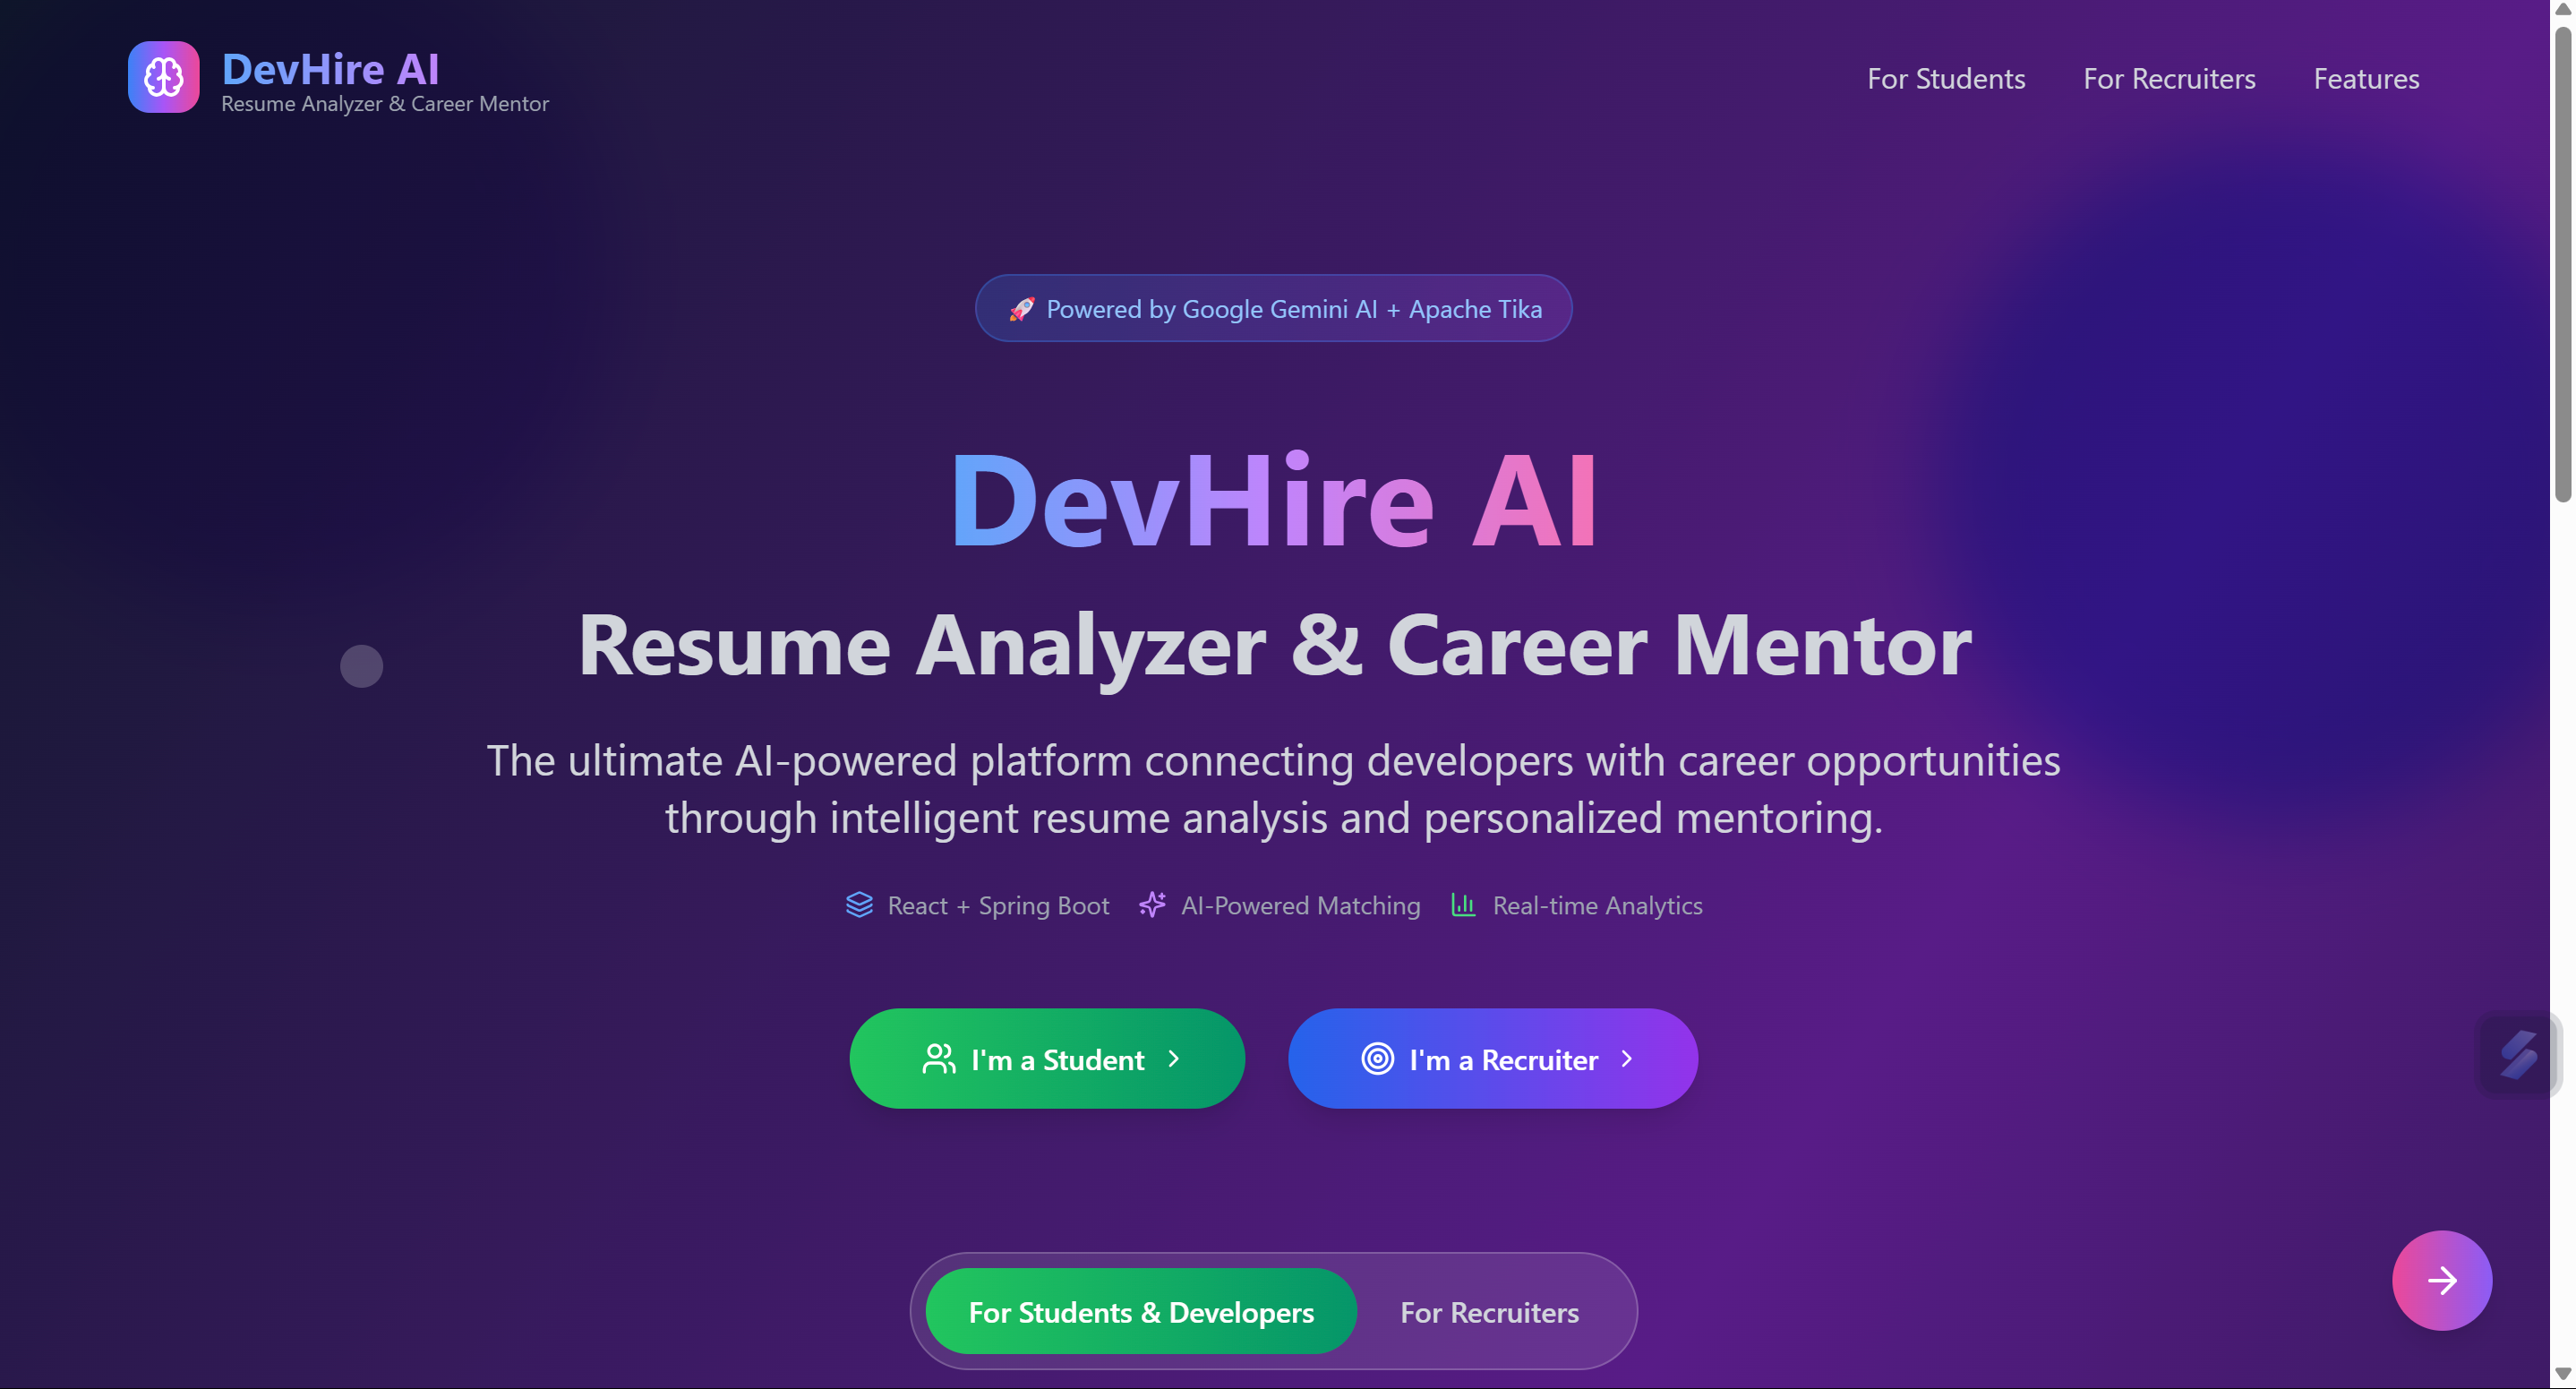 DevHire AI
Resume Analyzer & Career Mentor
For Students
For Recruiters
Features
🚀 Powered by Google Gemini AI + Apache Tika
DevHire AI
Resume Analyzer & Career Mentor
The ultimate AI-powered platform connecting developers with career opportunities
through intelligent resume analysis and personalized mentoring.
React + Spring Boot
AI-Powered Matching
Real-time Analytics
I'm a Student
I'm a Recruiter
For Students & Developers
For Recruiters